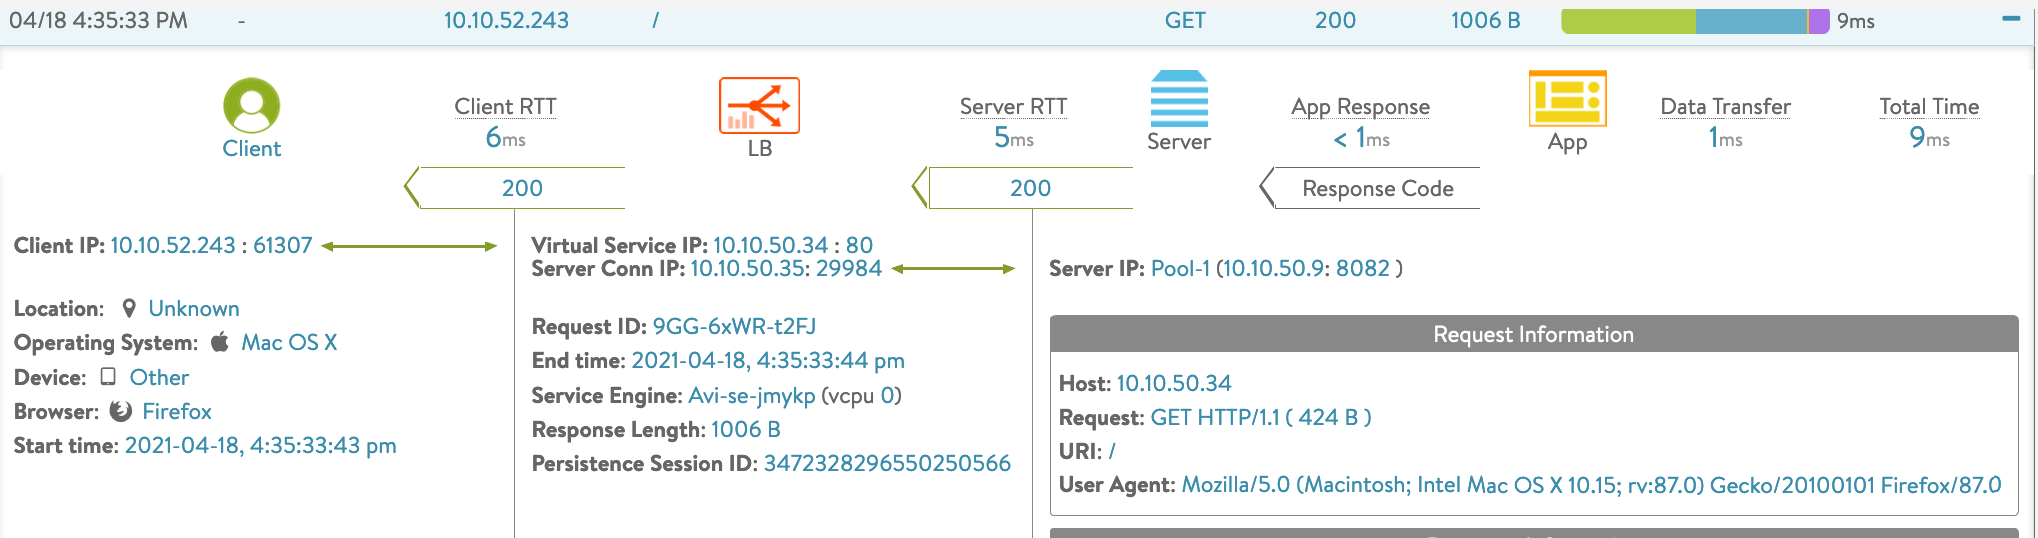 04/18 4:35:33 PM - 10.10.52.243 / GET 200 1006 B 9ms
Client RTT Server RTT App Response Data Transfer Total Time
6ms 5ms < 1ms 1ms 9ms
Client LB Server App
200 200 Response Code
Client IP: 10.10.52.243 : 61307
Location: Unknown
Operating System: Mac OS X
Device: Other
Browser: Firefox
Start time: 2021-04-18, 4:35:33:43 pm
Virtual Service IP: 10.10.50.34 : 80
Server Conn IP: 10.10.50.35: 29984
Request ID: 9GG-6xWR-t2FJ
End time: 2021-04-18, 4:35:33:44 pm
Service Engine: Avi-se-jmykp (vcpu 0)
Response Length: 1006 B
Persistence Session ID: 3472328296550250566
Server IP: Pool-1 (10.10.50.9: 8082 )
Request Information
Host: 10.10.50.34
Request: GET HTTP/1.1 ( 424 B )
URI: /
User Agent: Mozilla/5.0 (Macintosh; Intel Mac OS X 10.15; rv:87.0) Gecko/20100101 Firefox/87.0